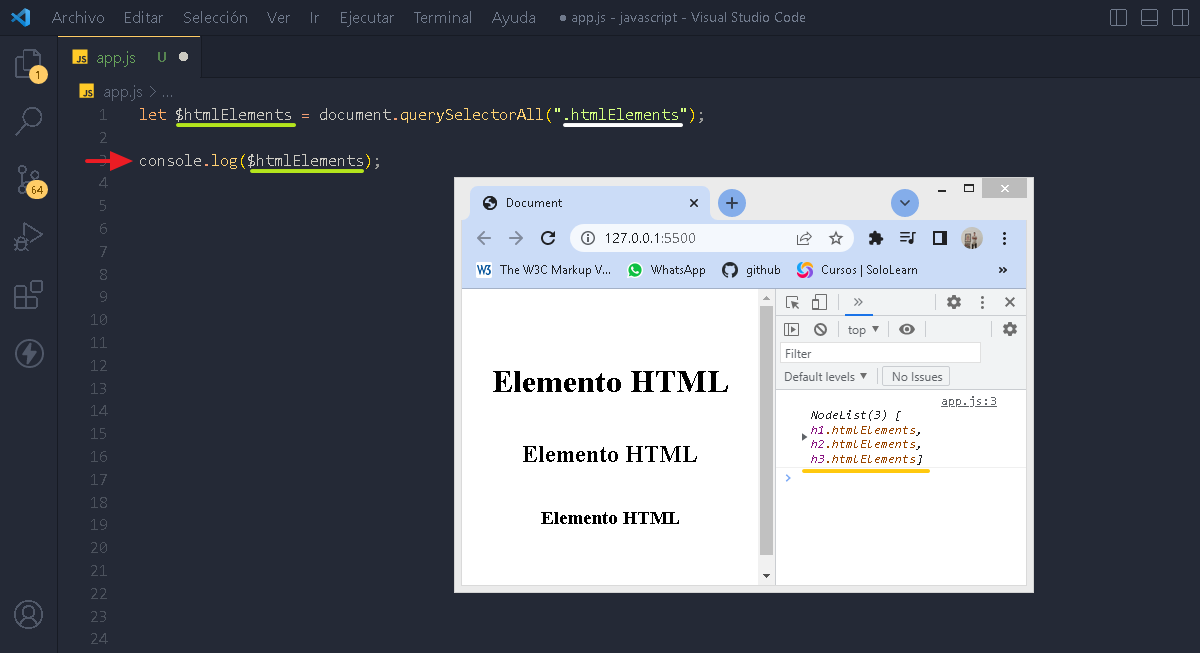 Archivo Editar Selección Ver Ir Ejecutar Terminal Ayuda ● app.js - javascript - Visual Studio Code
JS app.js U
JS app.js > ...
1 let $htmlElements = document.querySelectorAll(".htmlElements");
2
3 console.log($htmlElements);
4
5
6
7
8
9
10
11
12
13
14
15
16
17
18
19
20
21
22
23
24
1
64
Document
127.0.0.1:5500
W3 The W3C Markup V... WhatsApp github Cursos | SoloLearn »
Elemento HTML
Elemento HTML
Elemento HTML
»
top ▼
Filter
Default levels ▼ No Issues
app.js:3
NodeList(3) [
h1.htmlElements,
h2.htmlElements,
h3.htmlElements]